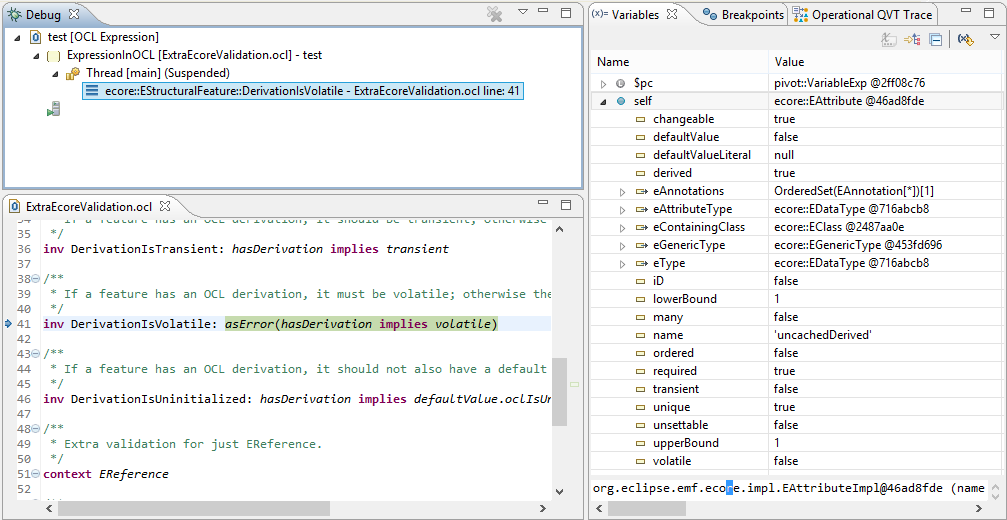 Debug
test [OCL Expression]
ExpressionInOCL [ExtraEcoreValidation.ocl] - test
Thread [main] (Suspended)
ecore::EStructuralFeature::DerivationIsVolatile - ExtraEcoreValidation.ocl line: 41
ExtraEcoreValidation.ocl
34 * If a feature has an OCL derivation, it should be transient, otherwise
35 */
36 inv DerivationIsTransient: hasDerivation implies transient
37
38 /**
39 * If a feature has an OCL derivation, it must be volatile; otherwise the
40 */
41 inv DerivationIsVolatile: asError(hasDerivation implies volatile)
42
43 /**
44 * If a feature has an OCL derivation, it should not also have a default
45 */
46 inv DerivationIsUninitialized: hasDerivation implies defaultValue.oclIsUn
47
48 /**
49 * Extra validation for just EReference.
50 */
51 context EReference
52
(x)= Variables
Breakpoints
Operational QVT Trace
Name Value
$pc pivot::VariableExp @2ff08c76
self ecore::EAttribute @46ad8fde
changeable true
defaultValue false
defaultValueLiteral null
derived true
eAnnotations OrderedSet(EAnnotation[*])[1]
eAttributeType ecore::EDataType @716abcb8
eContainingClass ecore::EClass @2487aa0e
eGenericType ecore::EGenericType @453fd696
eType ecore::EDataType @716abcb8
iD false
lowerBound 1
many false
name 'uncachedDerived'
ordered false
required true
transient false
unique true
unsettable false
upperBound 1
volatile false
org.eclipse.emf.ecore.impl.EAttributeImpl@46ad8fde (name